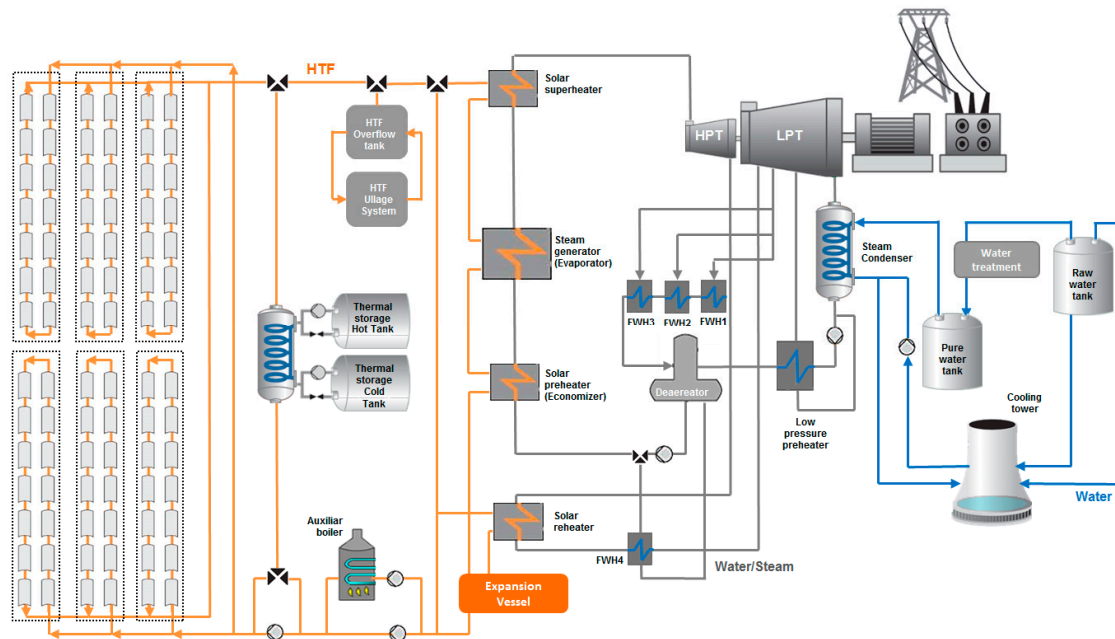 HTF
Solar
superheater
HTF
Overflow
tank
HTF
Ullage
System
HPT
LPT
Steam
generator
(Evaporator)
Steam
Condenser
Water
treatment
Raw
water
tank
Thermal
storage
Hot Tank
FWH3
FWH2
FWH1
Pure
water
tank
Thermal
storage
Cold
Tank
Solar
preheater
(Economizer)
Deaereator
Cooling
tower
Low
pressure
preheater
Water
Auxiliar
boiler
Solar
reheater
FWH4
Water/Steam
Expansion
Vessel